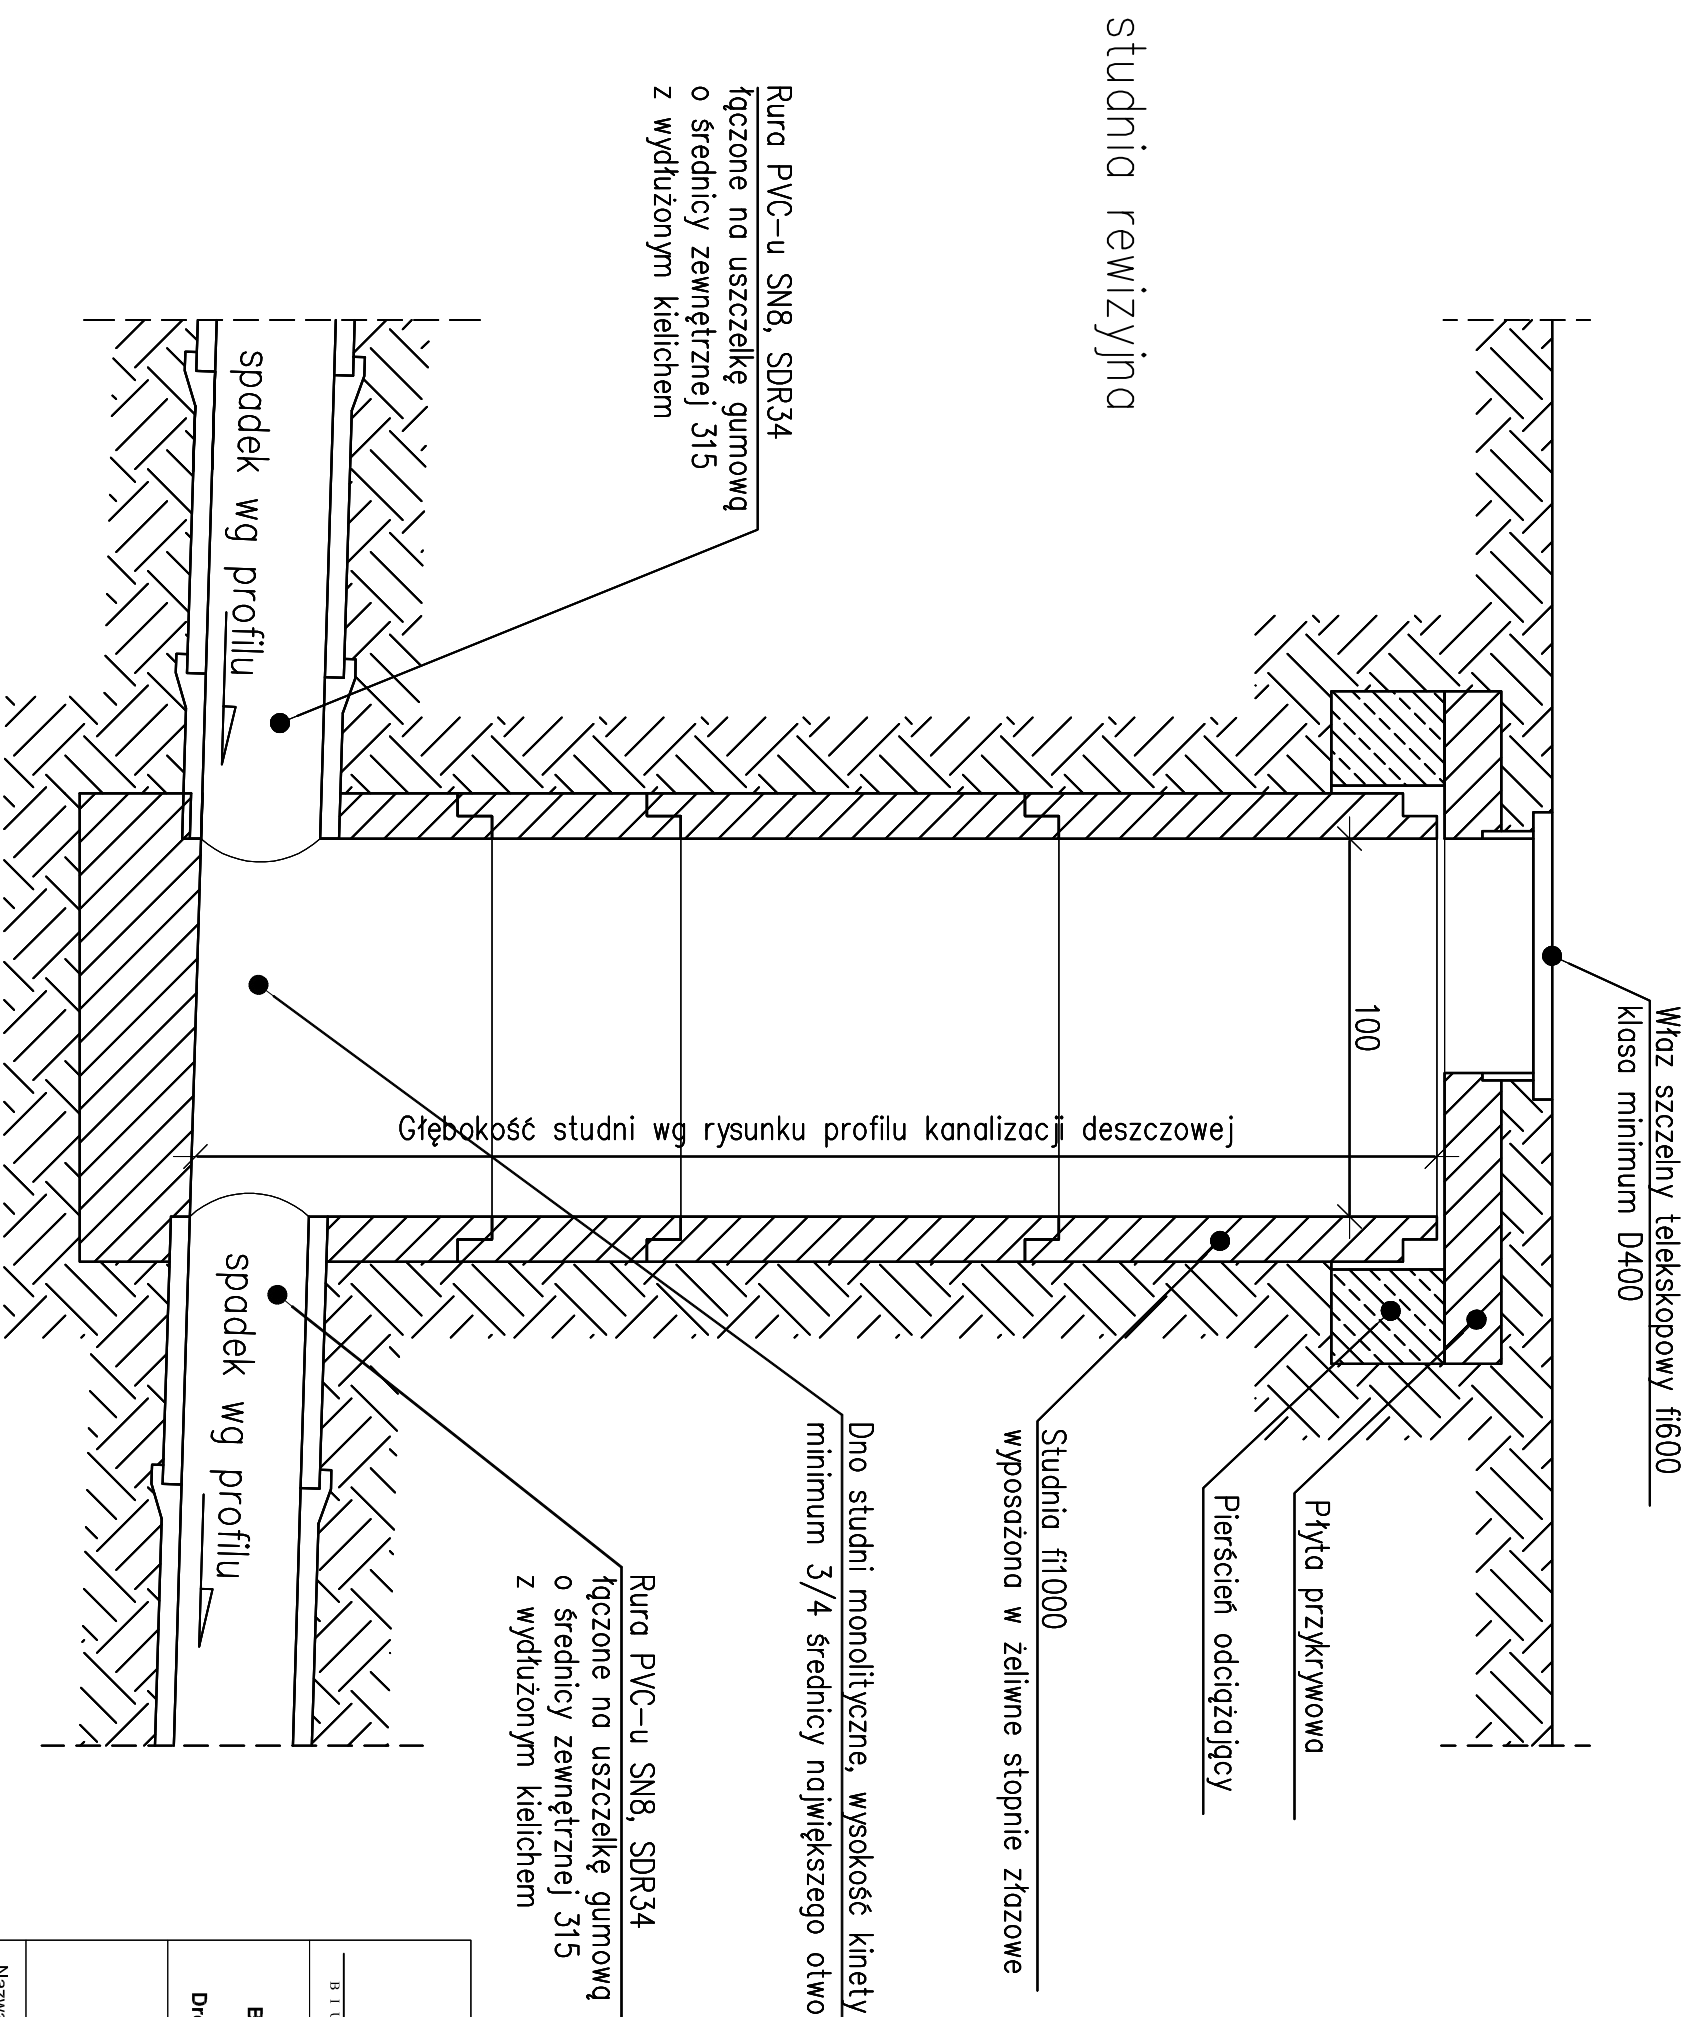 studnia rewizyjna
Właz szczelny teleskopowy fi600
klasa minimum D400
Rura PVC-u SN8, SDR34
łączone na uszczelkę gumową
o średnicy zewnętrznej 315
z wydłużonym kielichem
100
Głębokość studni wg rysunku profilu kanalizacji deszczowej
spadek wg profilu
spadek wg profilu
Płyta przykrywowa
Pierścień odciążający
Studnia fi1000
wyposażona w żeliwne stopnie złazowe
Dno studni monolityczne, wysokość kinety
minimum 3/4 średnicy największego otwo
Rura PVC-u SN8, SDR34
łączone na uszczelkę gumową
o średnicy zewnętrznej 315
z wydłużonym kielichem